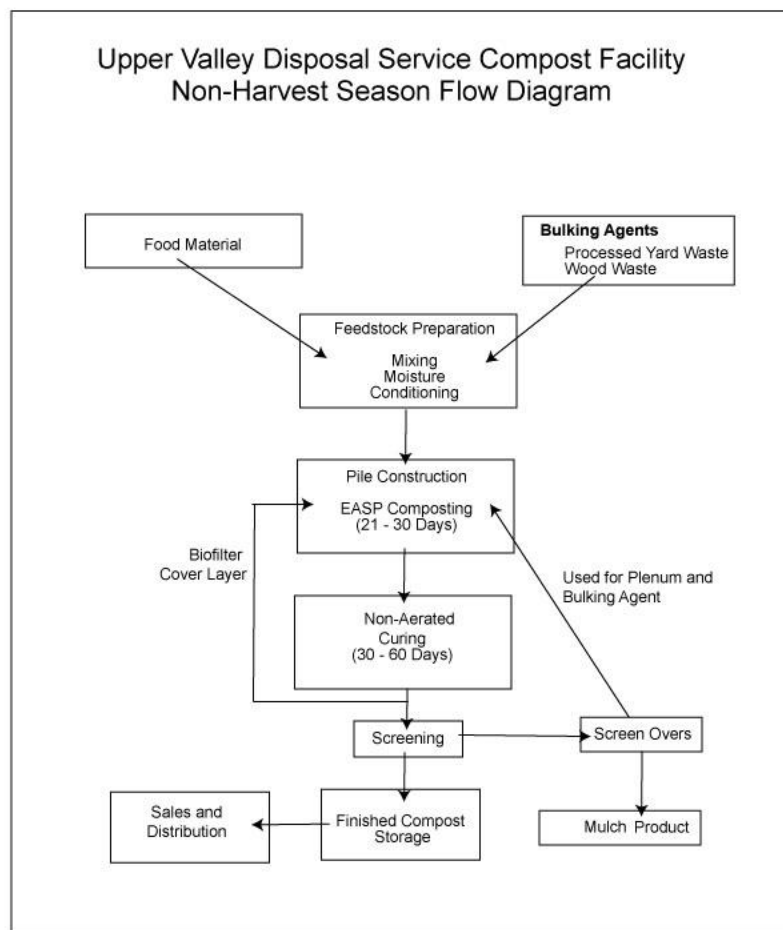 Upper Valley Disposal Service Compost Facility
Non-Harvest Season Flow Diagram
Food Material
Bulking Agents
Processed Yard Waste
Wood Waste
Feedstock Preparation
Mixing
Moisture
Conditioning
Pile Construction
EASP Composting
(21 - 30 Days)
Biofilter
Cover Layer
Used for Plenum and
Bulking Agent
Non-Aerated
Curing
(30 - 60 Days)
Screening
Screen Overs
Sales and
Distribution
Finished Compost
Storage
Mulch Product